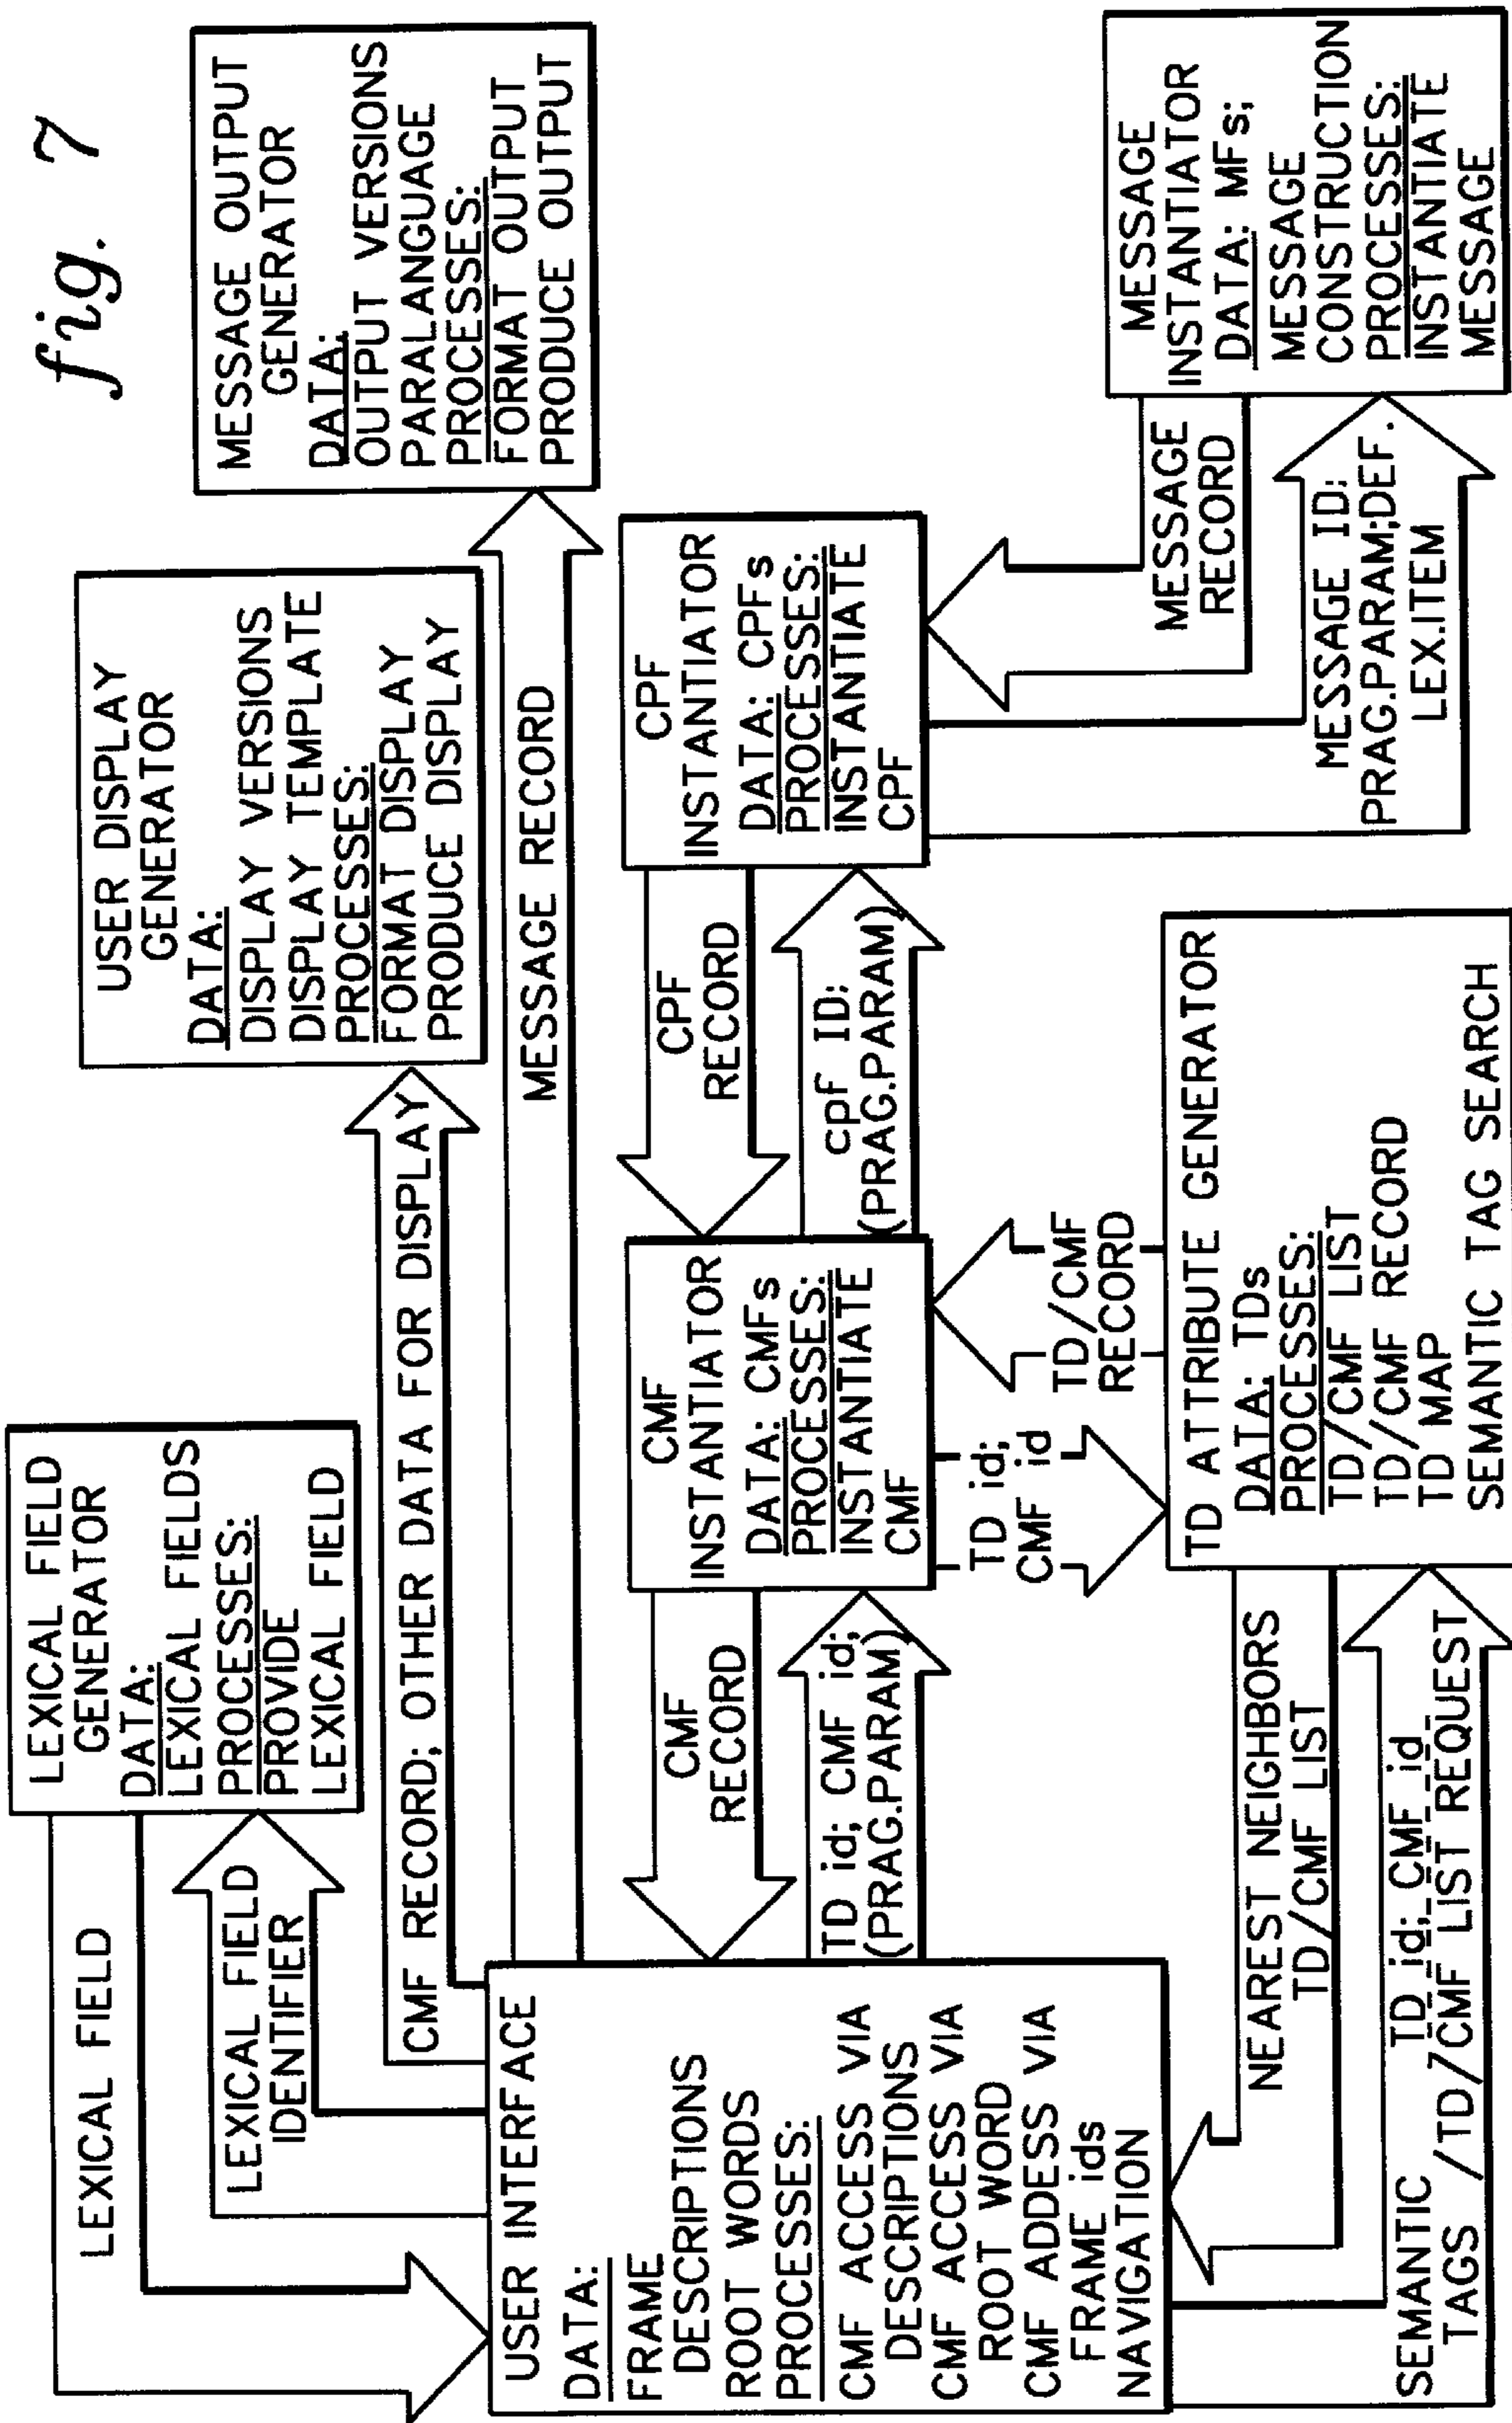 fig. 7
LEXICAL FIELD
GENERATOR
DATA:
LEXICAL FIELDS
PROCESSES:
PROVIDE
LEXICAL FIELD
USER DISPLAY
GENERATOR
DATA:
DISPLAY VERSIONS
DISPLAY TEMPLATE
PROCESSES:
FORMAT DISPLAY
PRODUCE DISPLAY
MESSAGE OUTPUT
GENERATOR
DATA:
OUTPUT VERSIONS
PARALANGUAGE
PROCESSES:
FORMAT OUTPUT
PRODUCE OUTPUT
LEXICAL FIELD
LEXICAL FIELD
IDENTIFIER
CMF RECORD; OTHER DATA FOR DISPLAY
MESSAGE RECORD
USER INTERFACE
DATA:
FRAME
DESCRIPTIONS
ROOT WORDS
PROCESSES:
CMF ACCESS VIA
DESCRIPTIONS
CMF ACCESS VIA
ROOT WORD
CMF ADDESS VIA
FRAME ids
NAVIGATION
CMF
RECORD
TD id; CMF id;
(PRAG.PARAM)
CMF
INSTANTIATOR
DATA: CMFs
PROCESSES:
INSTANTIATE
CMF
CPF
RECORD
cpf ID:
(PRAG.PARAM)
CPF
INSTANTIATOR
DATA: CPFs
PROCESSES:
INSTANTIATE
CPF
TD id;
CMF id
TD/CMF
RECORD
MESSAGE
RECORD
MESSAGE ID:
PRAG.PARAM;DEF.
LEX.ITEM
NEAREST NEIGHBORS
TD/CMF LIST
SEMANTIC TD id; CMF id
TAGS /TD/CMF LIST REQUEST
TD ATTRIBUTE GENERATOR
DATA: TDs
PROCESSES:
TD/CMF LIST
TD/CMF RECORD
TD MAP
SEMANTIC TAG SEARCH
MESSAGE
INSTANTIATOR
DATA: MFs;
MESSAGE
CONSTRUCTION
PROCESSES:
INSTANTIATE
MESSAGE